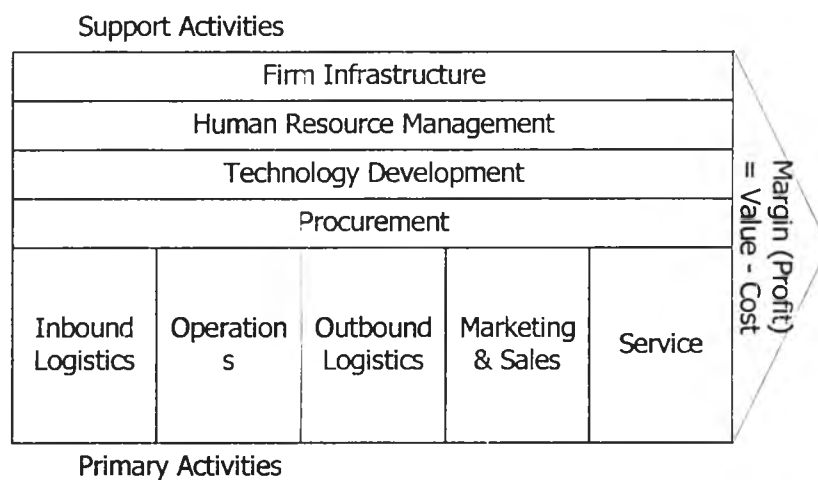 Support Activities
Firm Infrastructure
Human Resource Management
Technology Development
Procurement
Inbound
Logistics
Operation
s
Outbound
Logistics
Marketing
& Sales
Service
Margin (Profit)
= Value - Cost
Primary Activities